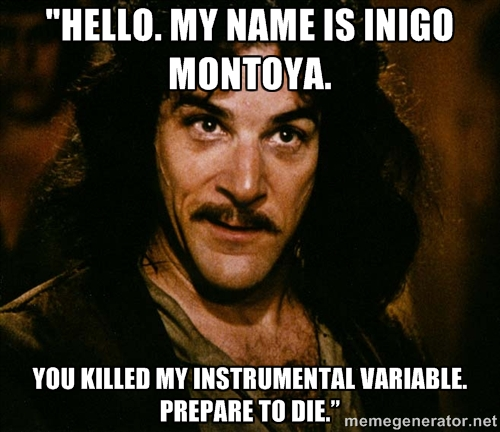 "HELLO. MY NAME IS INIGO
MONTOYA.
YOU KILLED MY INSTRUMENTAL VARIABLE.
PREPARE TO DIE.”
memegenerator.net